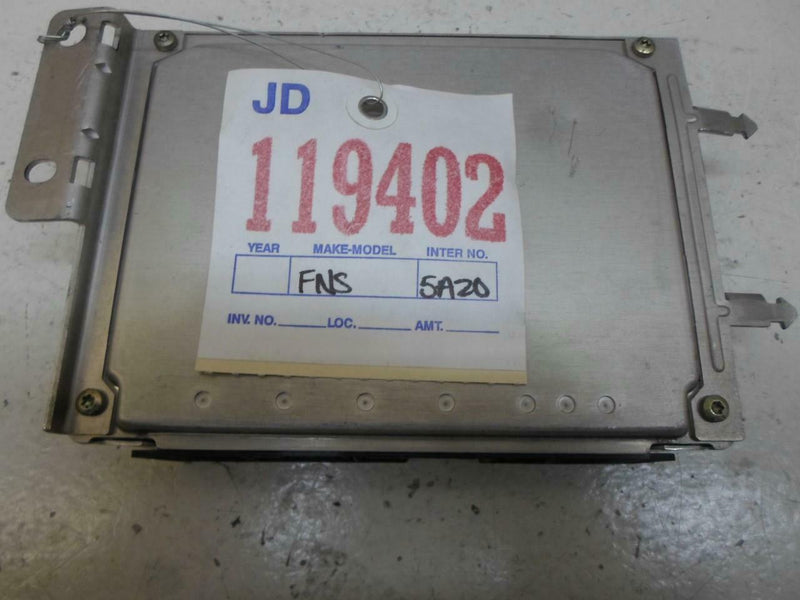 JD
119402
YEAR MAKE-MODEL INTER NO.
FNS 5A20
INV. NO. LOC. AMT.